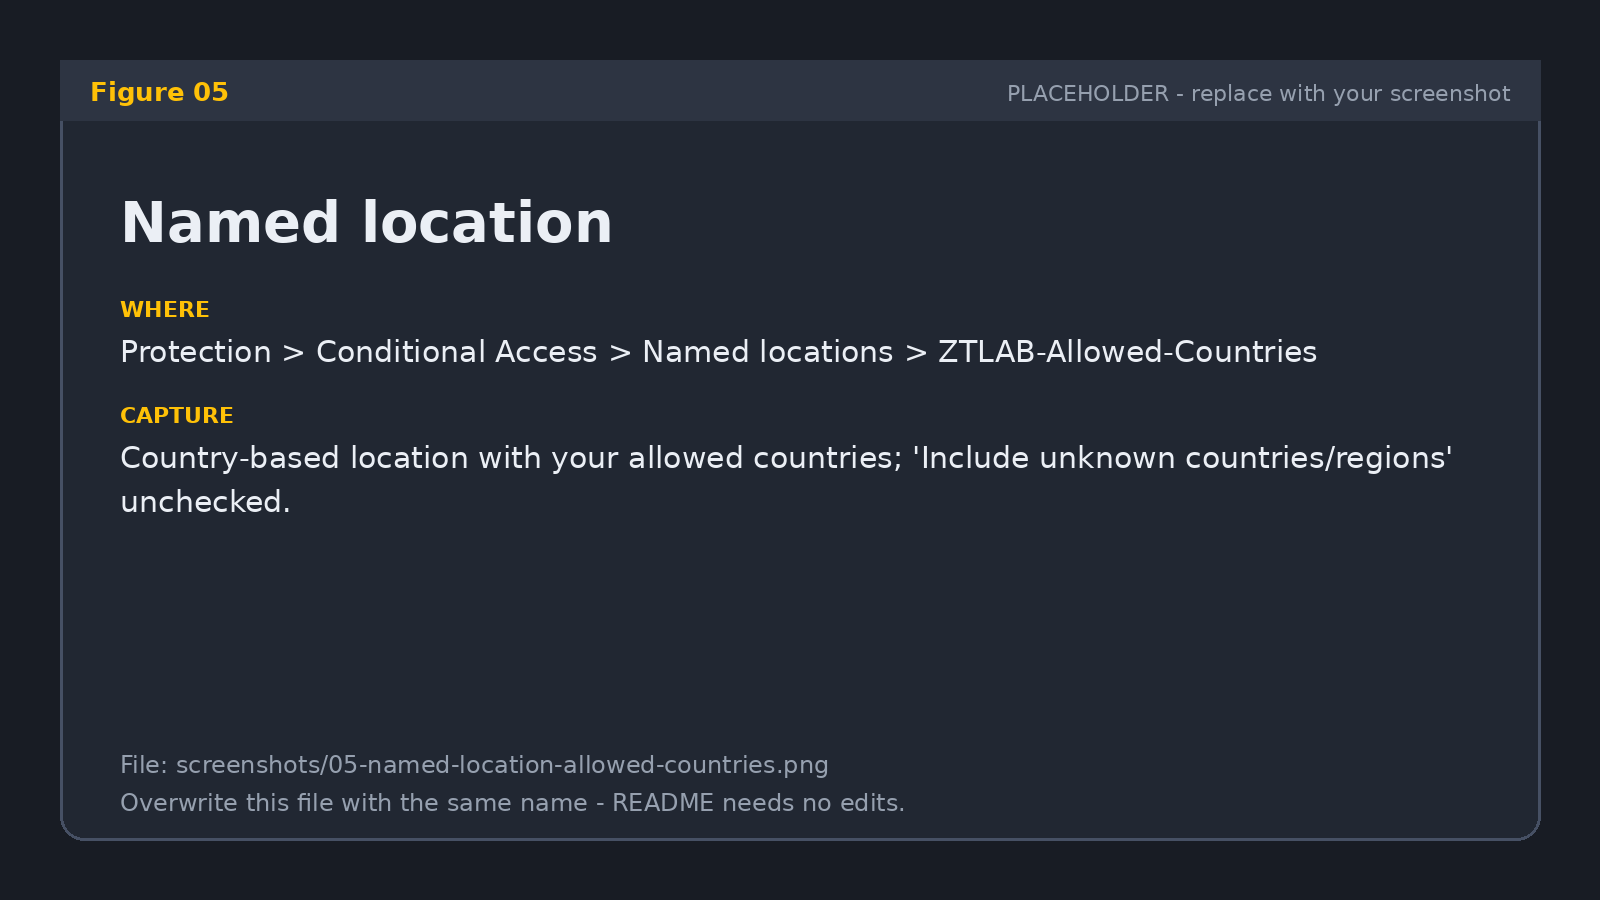 Figure 05
PLACEHOLDER - replace with your screenshot
Named location
WHERE
Protection > Conditional Access > Named locations > ZTLAB-Allowed-Countries
CAPTURE
Country-based location with your allowed countries; 'Include unknown countries/regions'
unchecked.
File: screenshots/05-named-location-allowed-countries.png
Overwrite this file with the same name - README needs no edits.